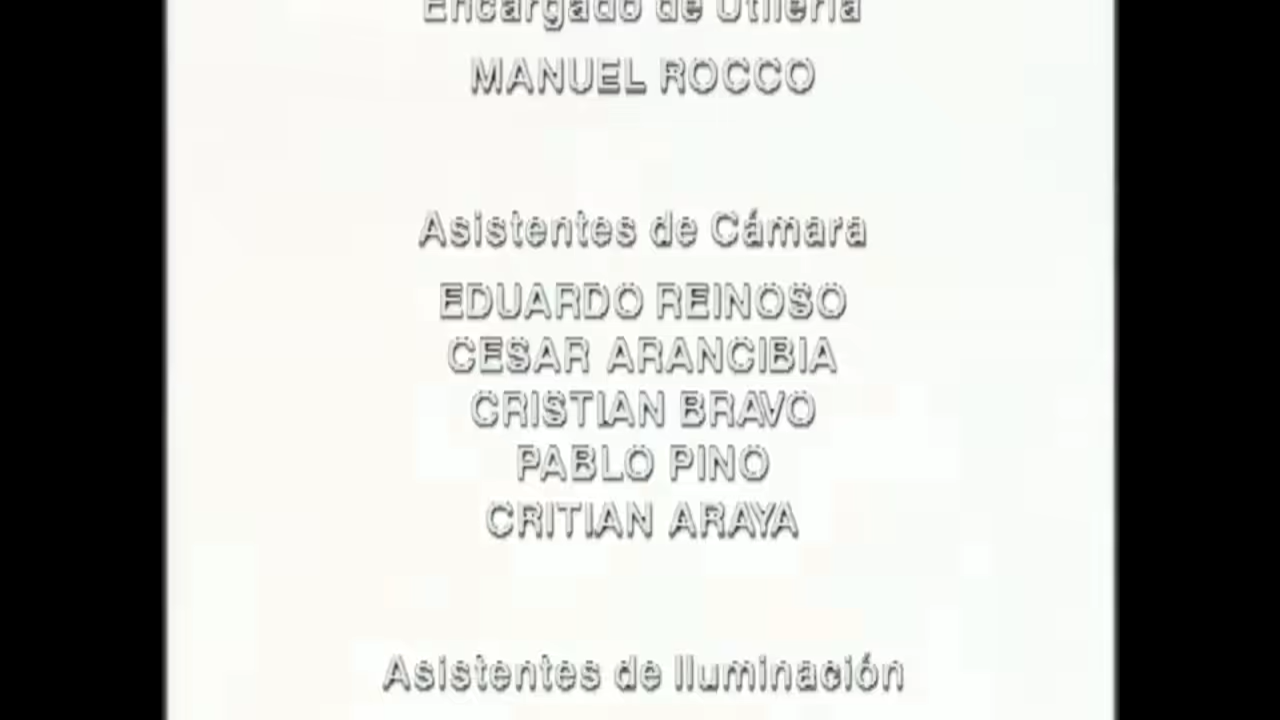 Encargado de Utilería
MANUEL ROCCO
Asistentes de Cámara
EDUARDO REINOSO
CESAR ARANCIBIA
CRISTIAN BRAVO
PABLO PINO
CRITIAN ARAYA
Asistentes de Iluminación